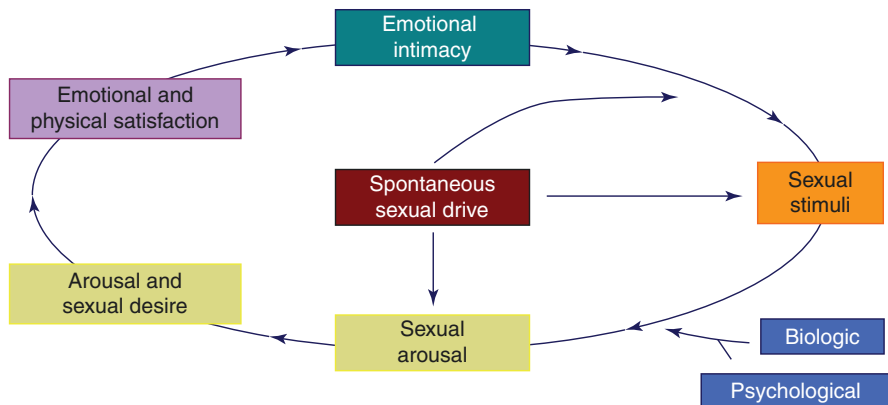 Emotional
intimacy
Emotional and
physical satisfaction
Spontaneous
sexual drive
Sexual
stimuli
Arousal and
sexual desire
Sexual
arousal
Biologic
Psychological